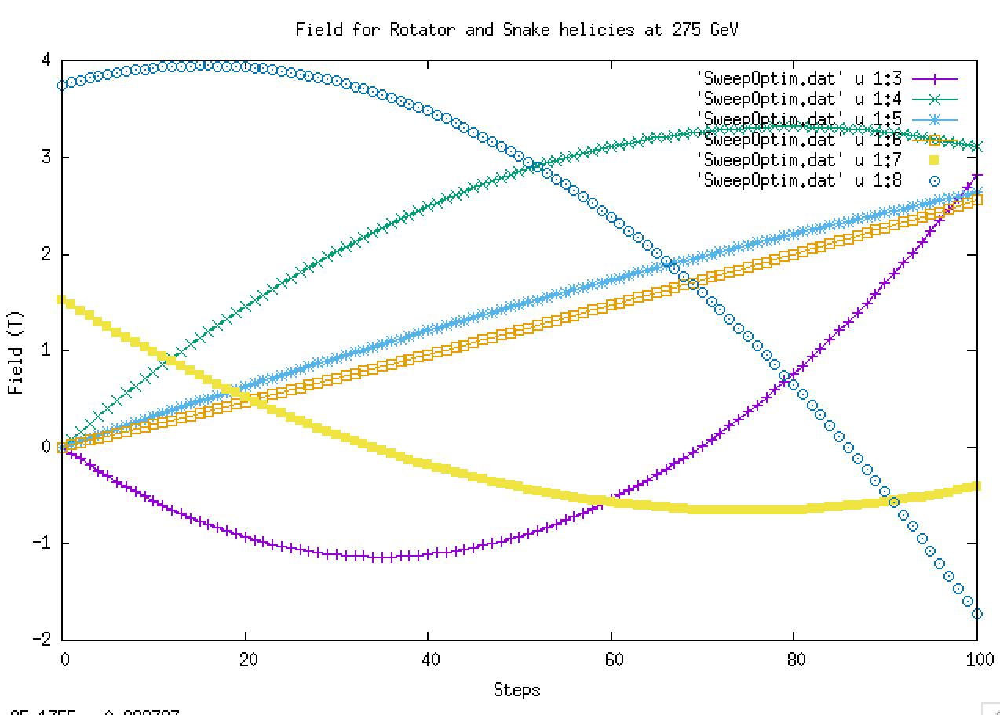 Field for Rotator and Snake helicies at 275 GeV
'SweepOptim.dat' u 1:3
'SweepOptim.dat' u 1:4
'SweepOptim.dat' u 1:5
'SweepOptim.dat' u 1:6
'SweepOptim.dat' u 1:7
'SweepOptim.dat' u 1:8
Field (T)
4
3
2
1
0
-1
-2
0 20 40 60 80 100
Steps